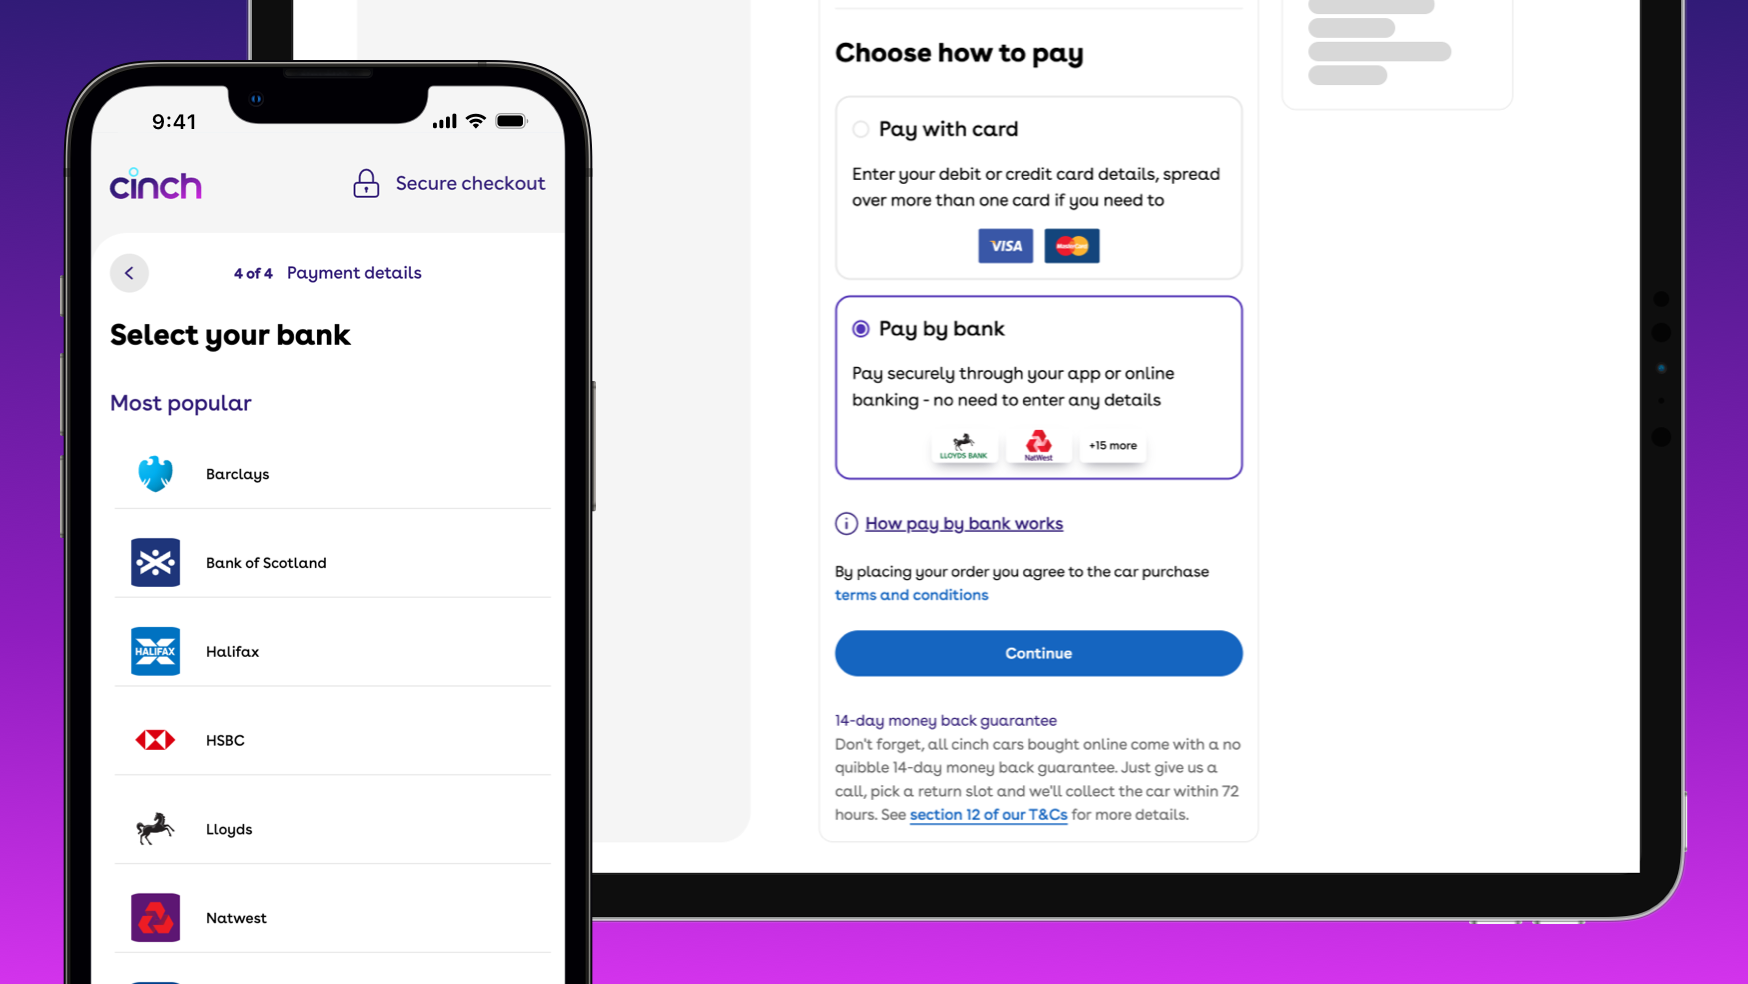 9:41
cinch
Secure checkout
4 of 4 Payment details
Select your bank
Most popular
Barclays
Bank of Scotland
HALIFAX
Halifax
HSBC
Lloyds
Natwest
Choose how to pay
Pay with card
Enter your debit or credit card details, spread
over more than one card if you need to
VISA
MasterCard
Pay by bank
Pay securely through your app or online
banking - no need to enter any details
LLOYDS BANK
NatWest
+15 more
How pay by bank works
By placing your order you agree to the car purchase
terms and conditions
Continue
14-day money back guarantee
Don't forget, all cinch cars bought online come with a no
quibble 14-day money back guarantee. Just give us a
call, pick a return slot and we'll collect the car within 72
hours. See section 12 of our T&Cs for more details.